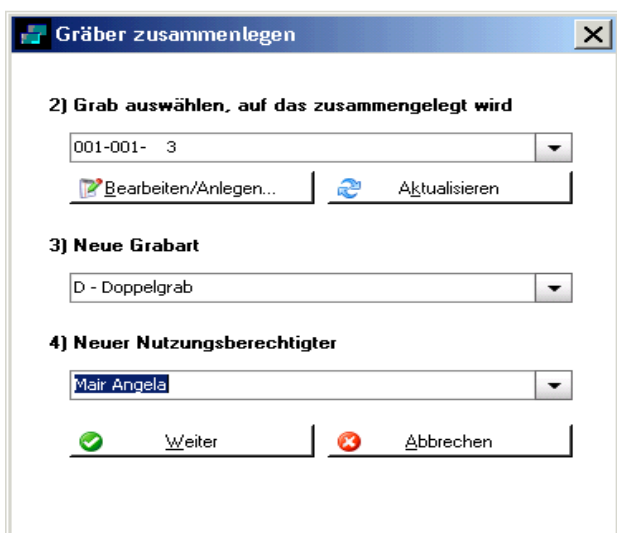 Gräber zusammenlegen
2) Grab auswählen, auf das zusammengelegt wird
001-001-   3
Bearbeiten/Anlegen... Aktualisieren
3) Neue Grabart
D - Doppelgrab
4) Neuer Nutzungsberechtigter
Mair Angela
Weiter Abbrechen